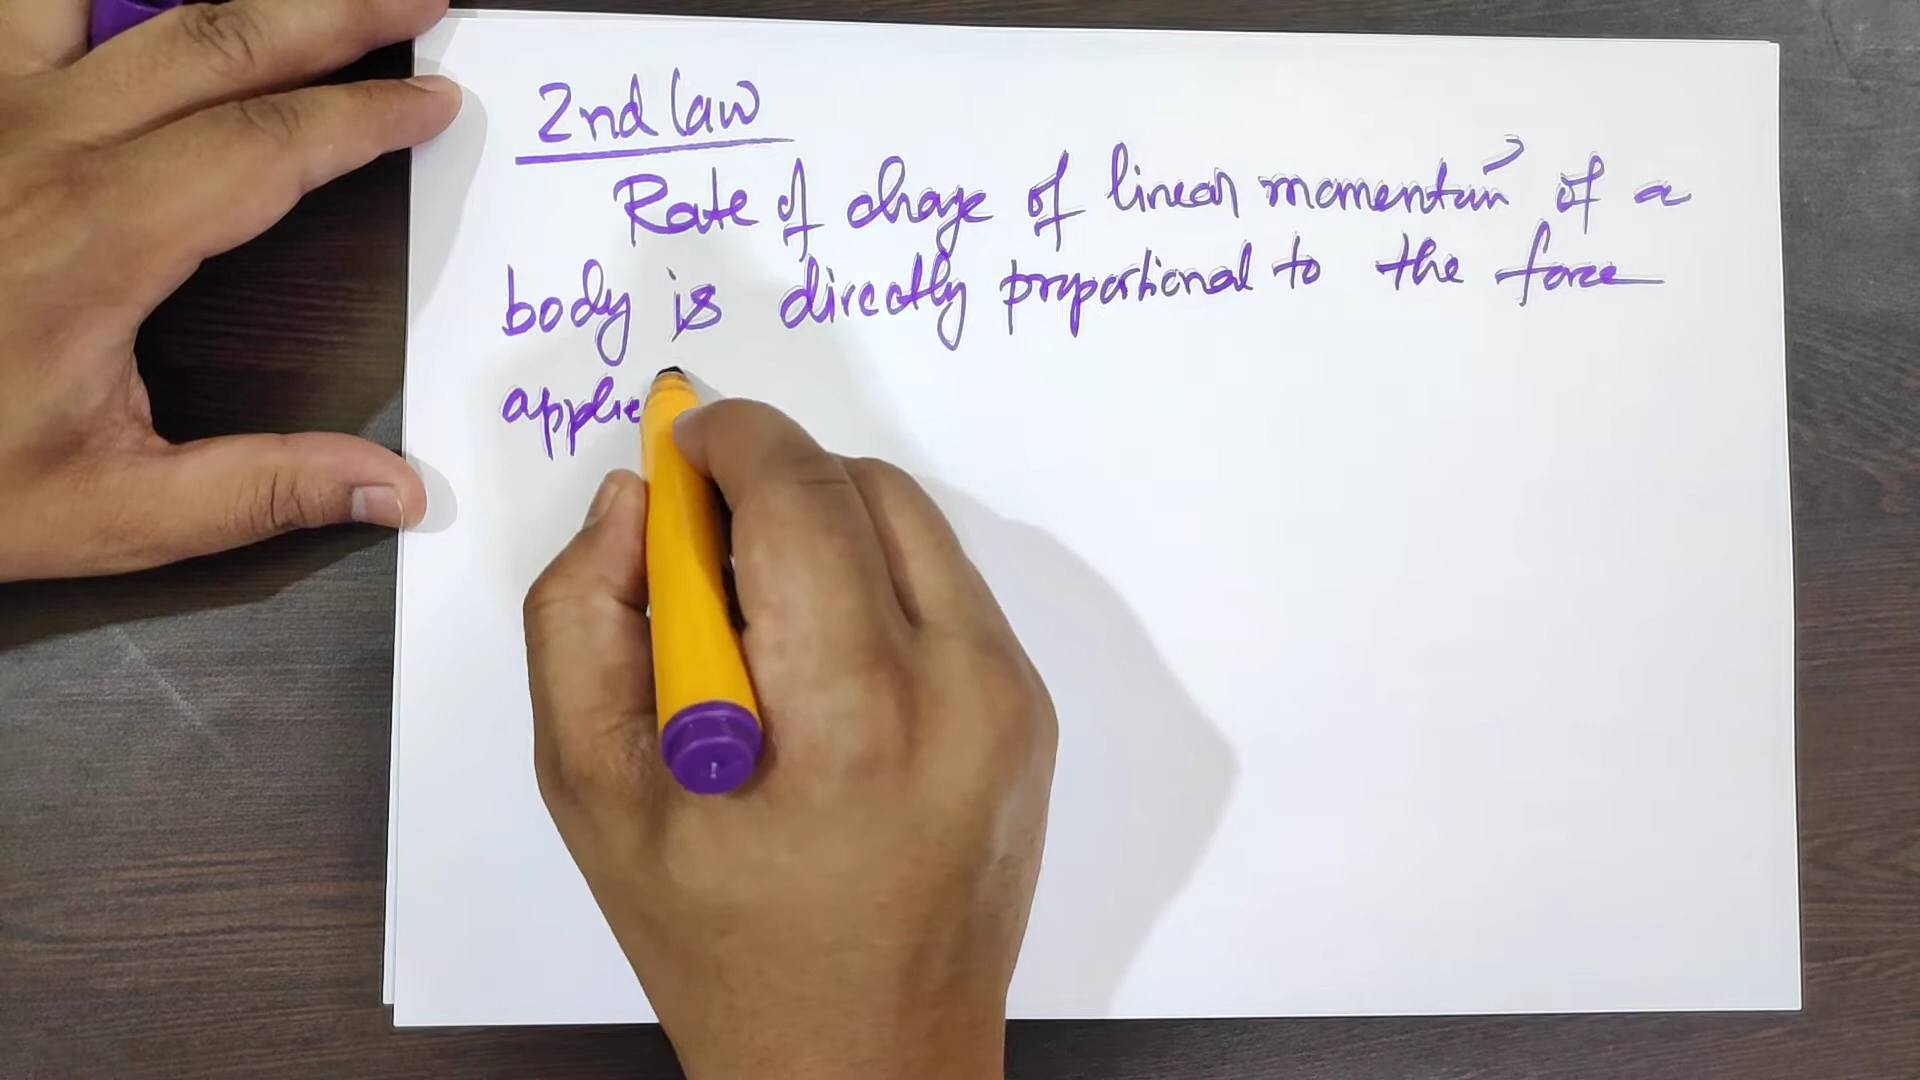 2nd law
Rate of change of linear momentum of a
body is directly proportional to the force
applie